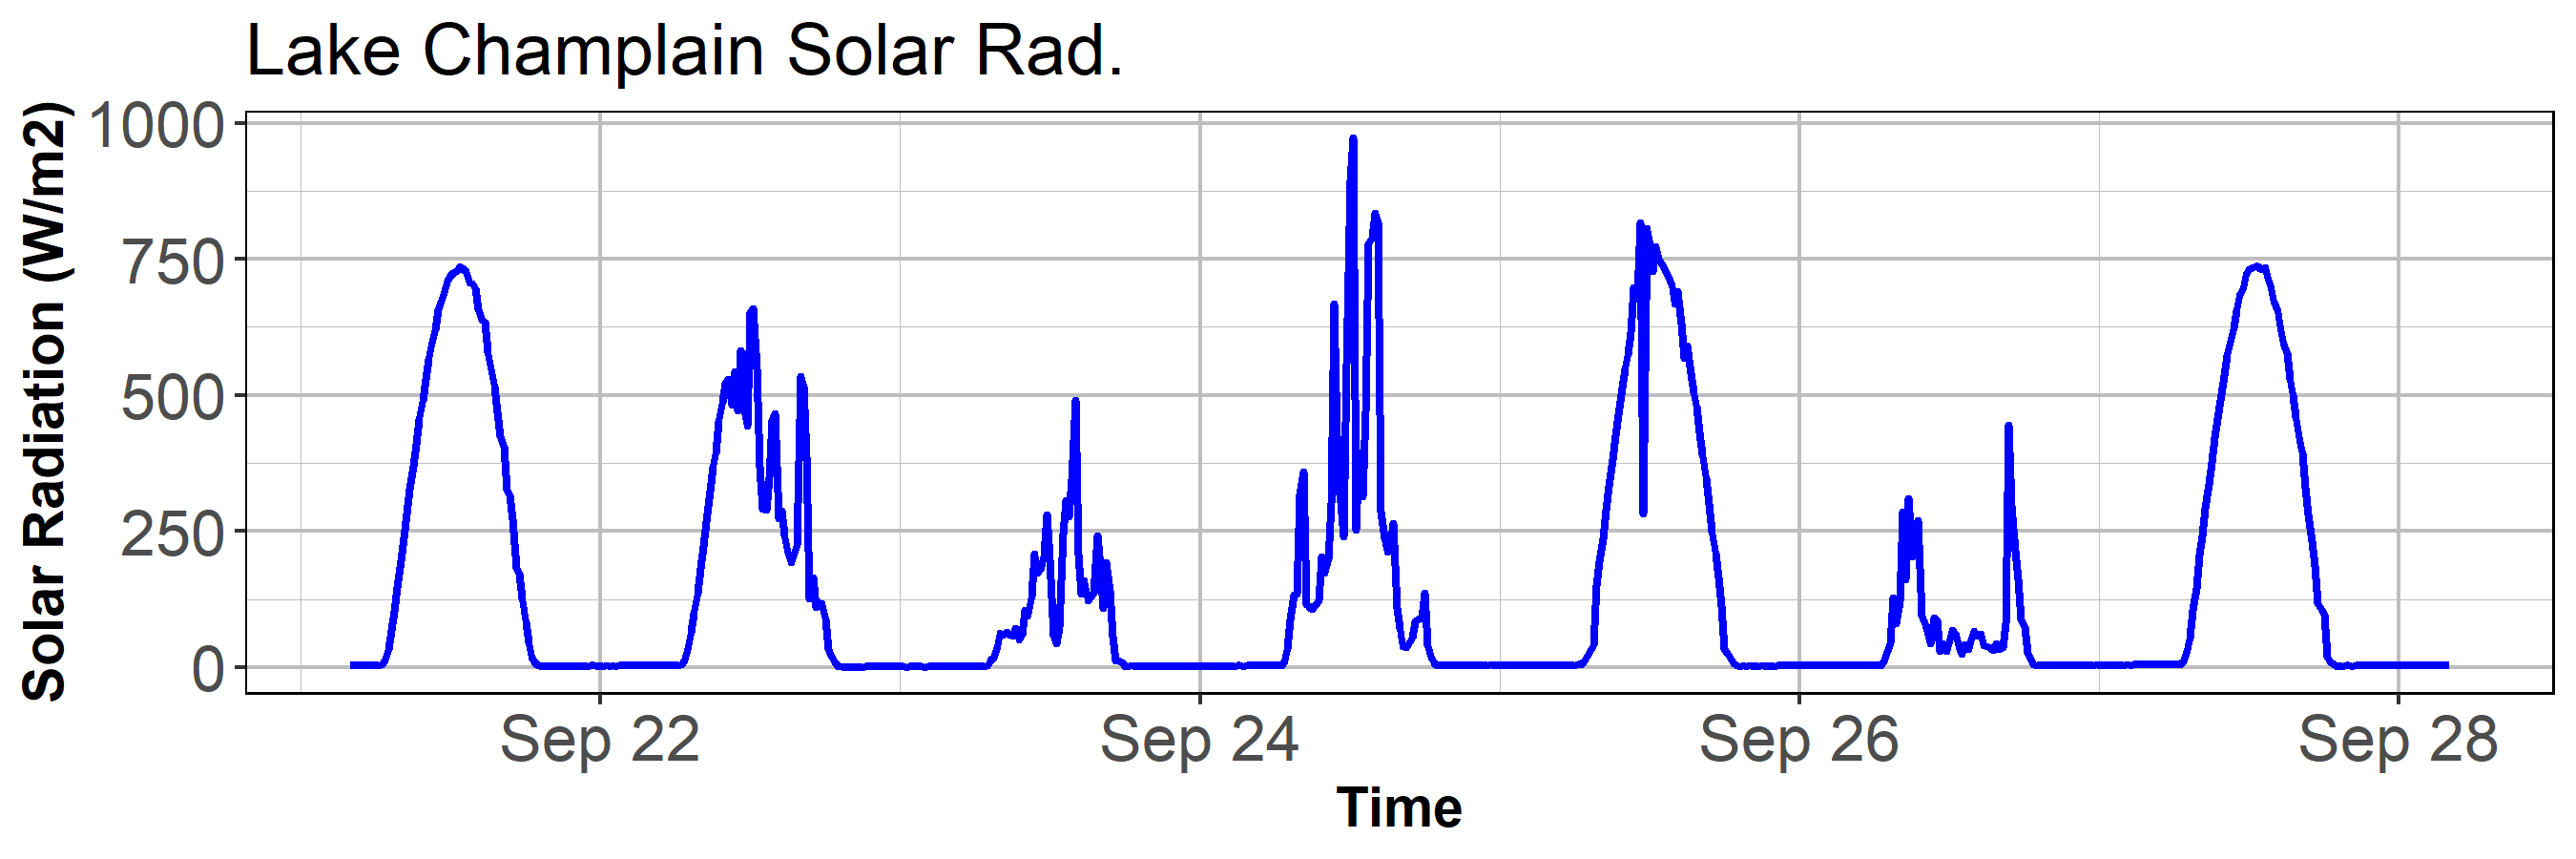 Lake Champlain Solar Rad.
Solar Radiation (W/m2)
1000
750
500
250
0
Sep 22 Sep 24 Sep 26 Sep 28
Time